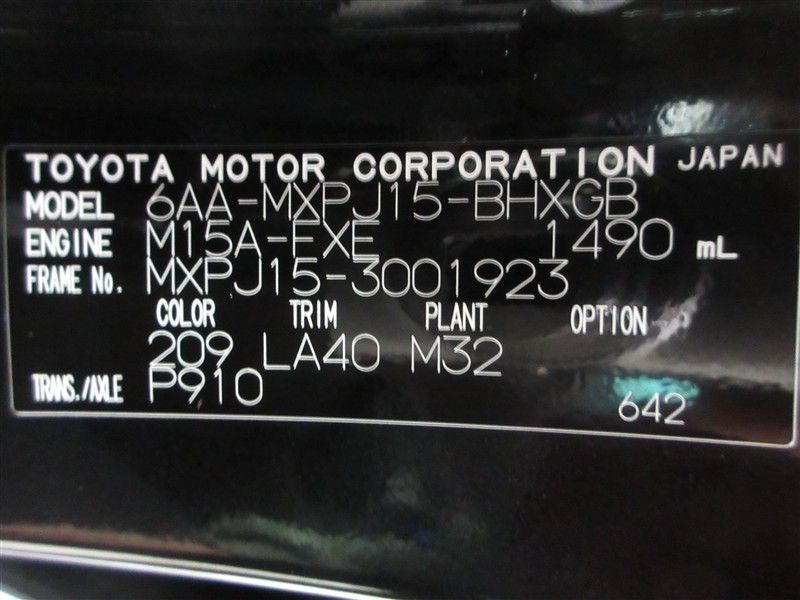 TOYOTA MOTOR CORPORATION JAPAN
MODEL 6AA-MXPJ15-BHXGB
ENGINE M15A-FXE 1490 mL
FRAME No. MXPJ15-3001923
COLOR TRIM PLANT OPTION
209 LA40 M32
TRANS./AXLE P910
642